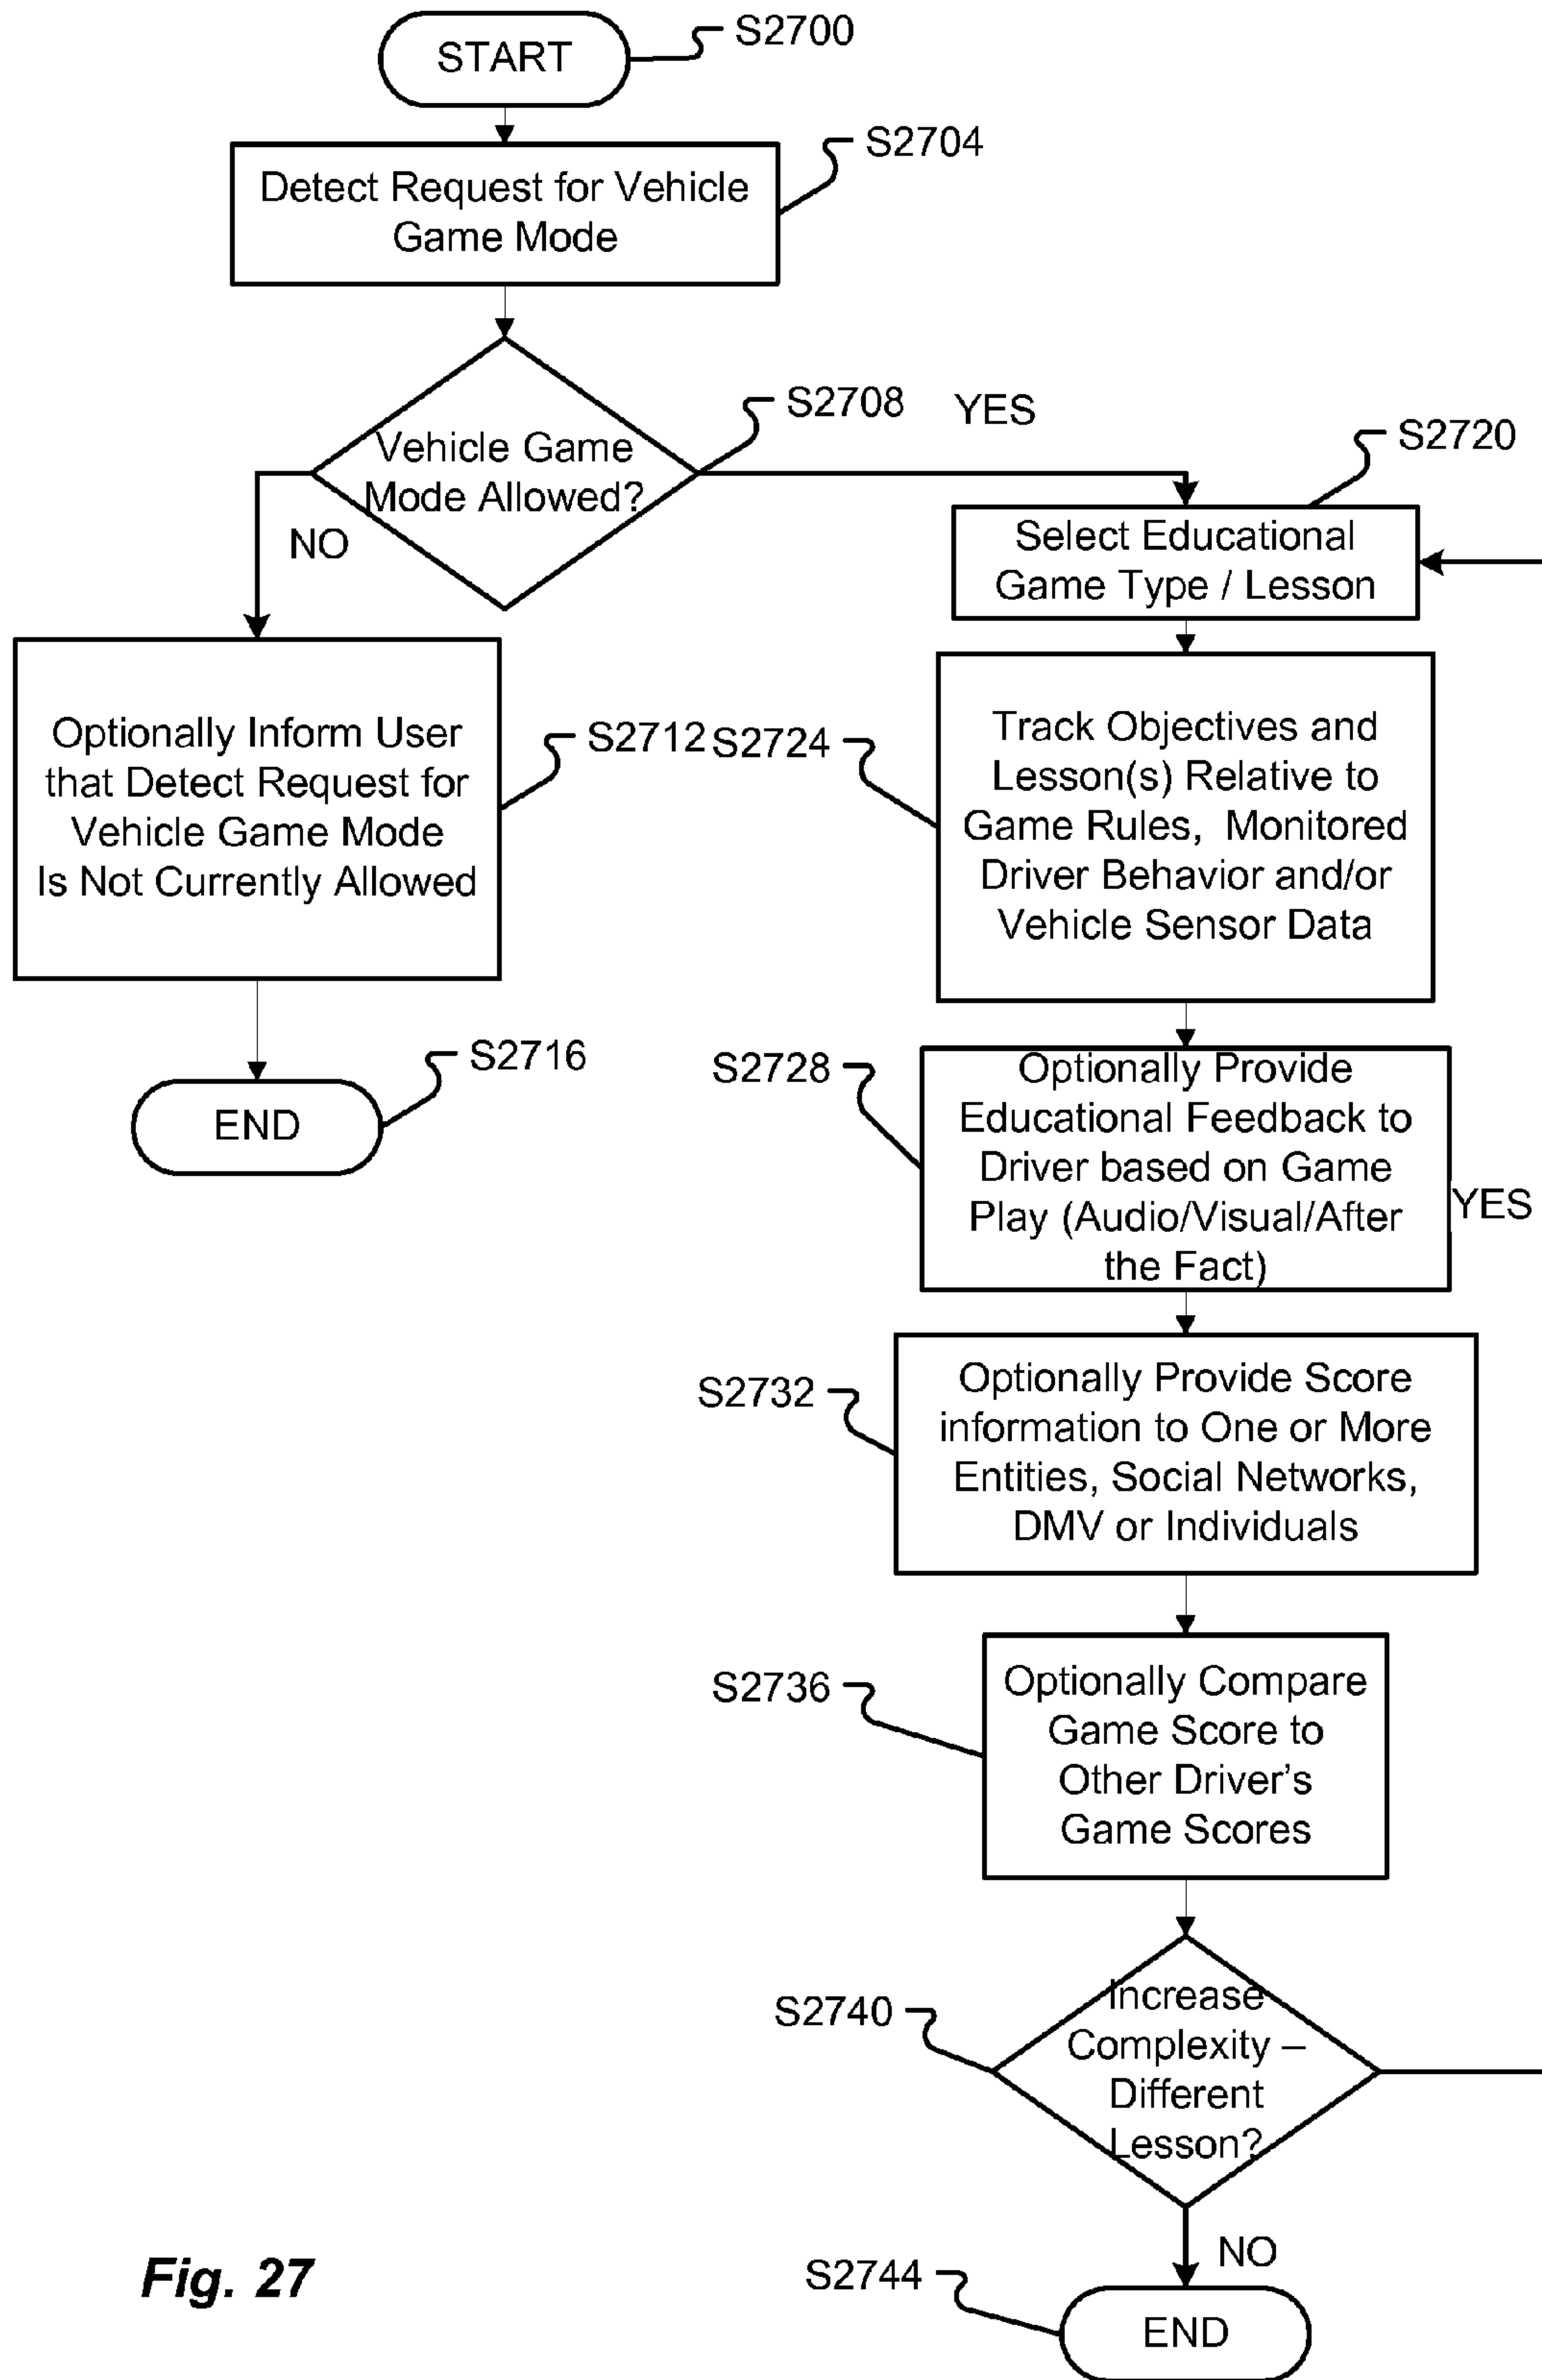 START
S2700
Detect Request for Vehicle
Game Mode
S2704
Vehicle Game
Mode Allowed?
S2708
YES
NO
S2720
Select Educational
Game Type / Lesson
Optionally Inform User
that Detect Request for
Vehicle Game Mode
Is Not Currently Allowed
S2712
S2724
Track Objectives and
Lesson(s) Relative to
Game Rules, Monitored
Driver Behavior and/or
Vehicle Sensor Data
END
S2716
S2728
Optionally Provide
Educational Feedback to
Driver based on Game
Play (Audio/Visual/After
the Fact)
YES
S2732
Optionally Provide Score
information to One or More
Entities, Social Networks,
DMV or Individuals
S2736
Optionally Compare
Game Score to
Other Driver's
Game Scores
S2740
Increase
Complexity –
Different
Lesson?
NO
S2744
END
Fig. 27